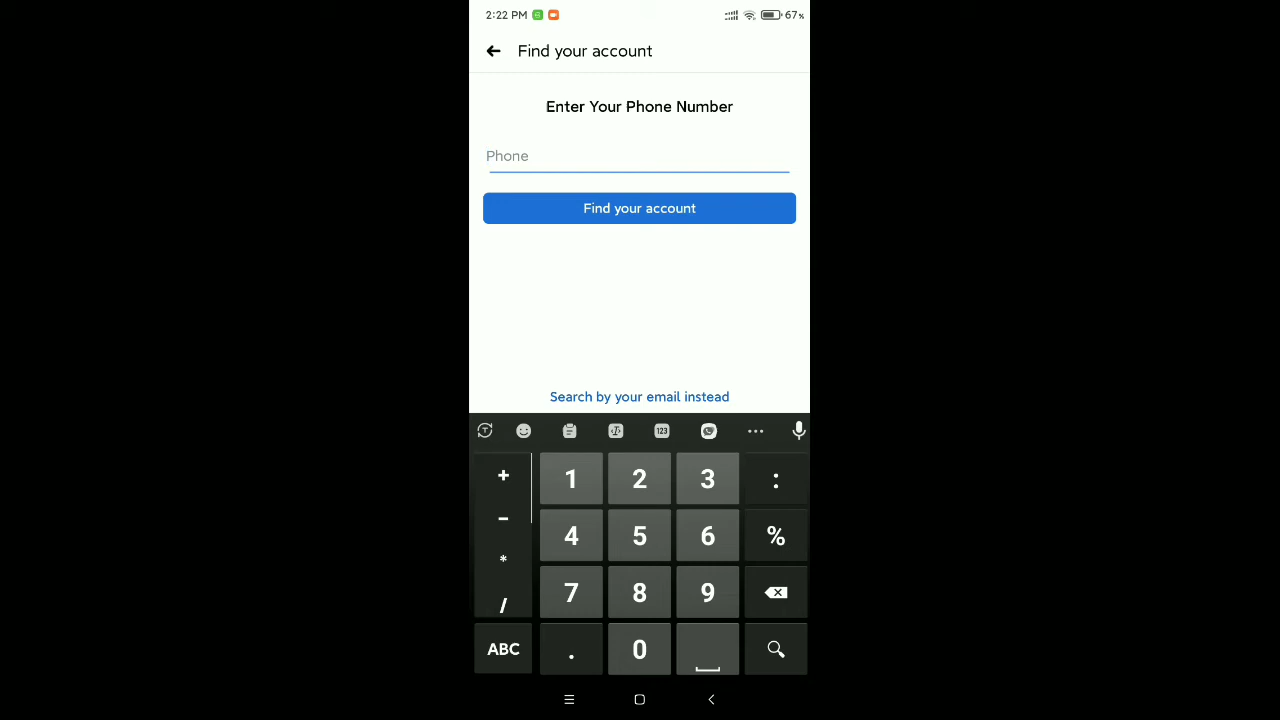 2:22 PM 67%
Find your account
Enter Your Phone Number
Phone
Find your account
Search by your email instead
123
+ 1 2 3 :
- 4 5 6 %
*
7 8 9
/
ABC . 0